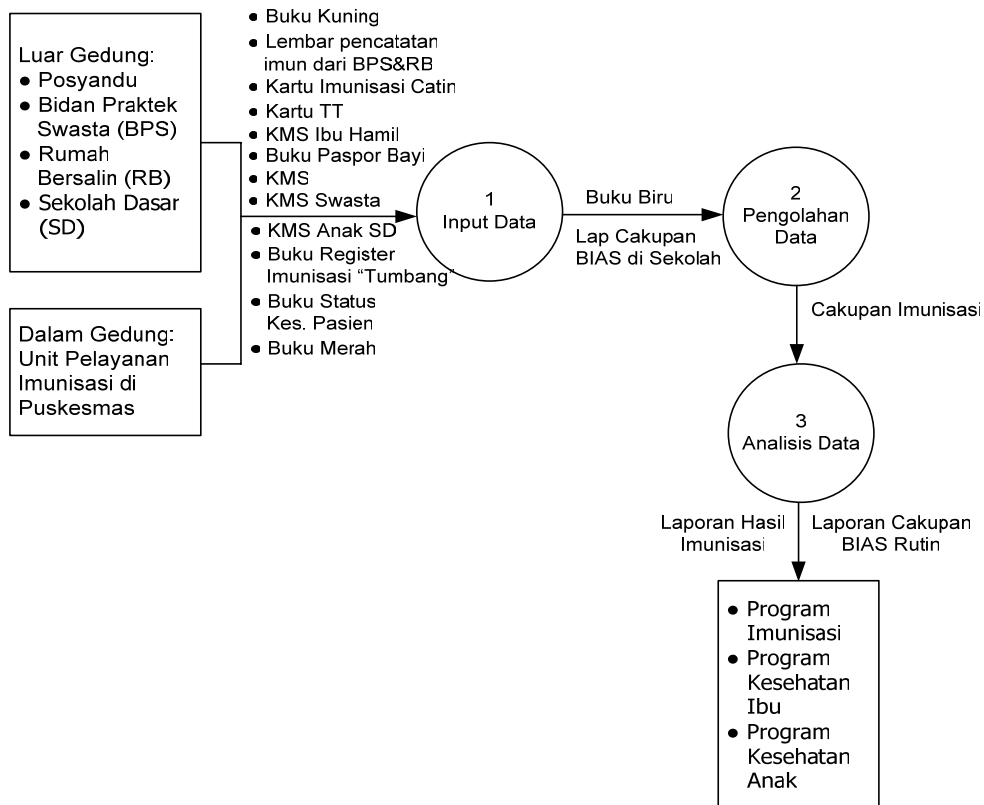 Luar Gedung:
● Posyandu
● Bidan Praktek
Swasta (BPS)
● Rumah
Bersalin (RB)
● Sekolah Dasar
(SD)
Dalam Gedung:
Unit Pelayanan
Imunisasi di
Puskesmas
● Buku Kuning
● Lembar pencatatan
imun dari BPS&RB
● Kartu Imunisasi Catin
● Kartu TT
● KMS Ibu Hamil
● Buku Paspor Bayi
● KMS
● KMS Swasta
● KMS Anak SD
● Buku Register
Imunisasi “Tumbang”
● Buku Status
Kes. Pasien
● Buku Merah
1
Input Data
Buku Biru
Lap Cakupan
BIAS di Sekolah
2
Pengolahan
Data
Cakupan Imunisasi
3
Analisis Data
Laporan Hasil
Imunisasi
Laporan Cakupan
BIAS Rutin
● Program
Imunisasi
● Program
Kesehatan
Ibu
● Program
Kesehatan
Anak